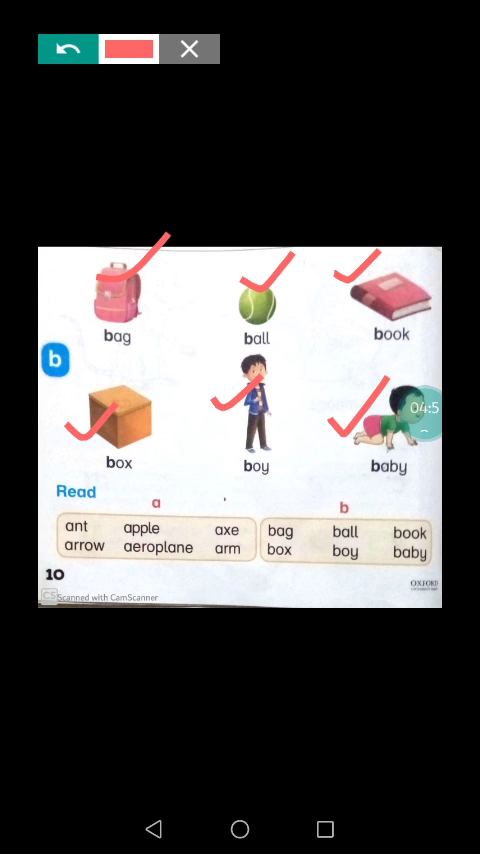 bag ball book
b
box boy baby
04:5
Read
a b
ant apple axe bag ball book
arrow aeroplane arm box boy baby
10
OXFORD
CS Scanned with CamScanner